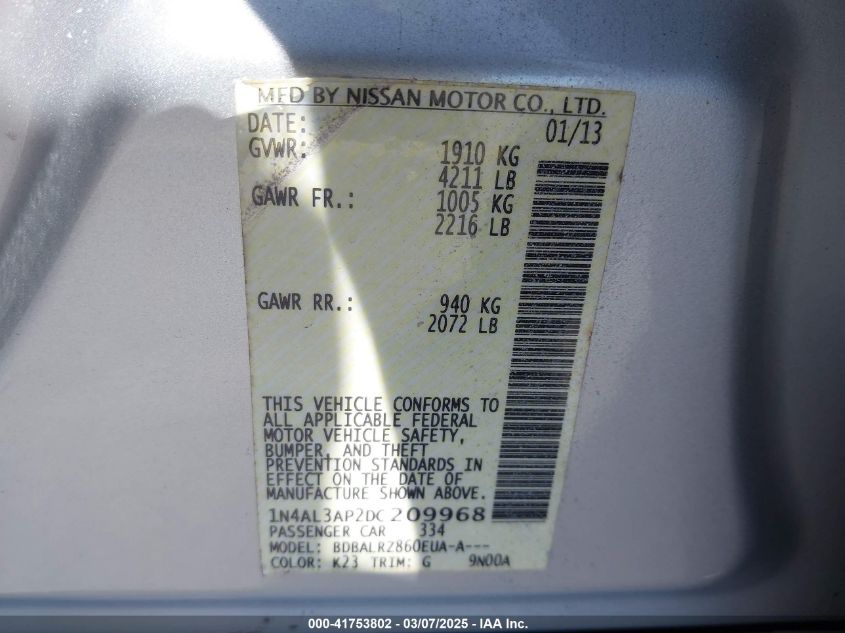 MFD BY NISSAN MOTOR CO., LTD.
DATE: 01/13
GVWR: 1910 KG
4211 LB
GAWR FR.: 1005 KG
2216 LB
GAWR RR.: 940 KG
2072 LB
THIS VEHICLE CONFORMS TO
ALL APPLICABLE FEDERAL
MOTOR VEHICLE SAFETY,
BUMPER, AND THEFT
PREVENTION STANDARDS IN
EFFECT ON THE DATE OF
MANUFACTURE SHOWN ABOVE.
1N4AL3AP2DC209968
PASSENGER CAR 334
MODEL: BDBALRZ860EUA-A---
COLOR: K23 TRIM: G 9N00A
000-41753802 - 03/07/2025 - IAA Inc.